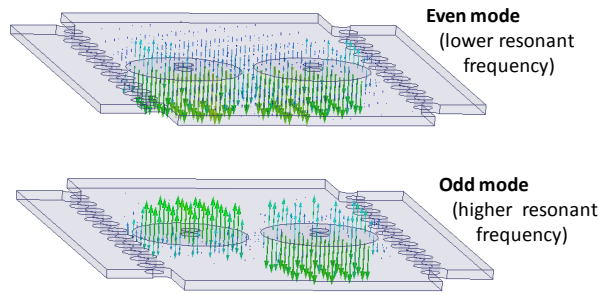 Even mode
(lower resonant
frequency)
Odd mode
(higher resonant
frequency)